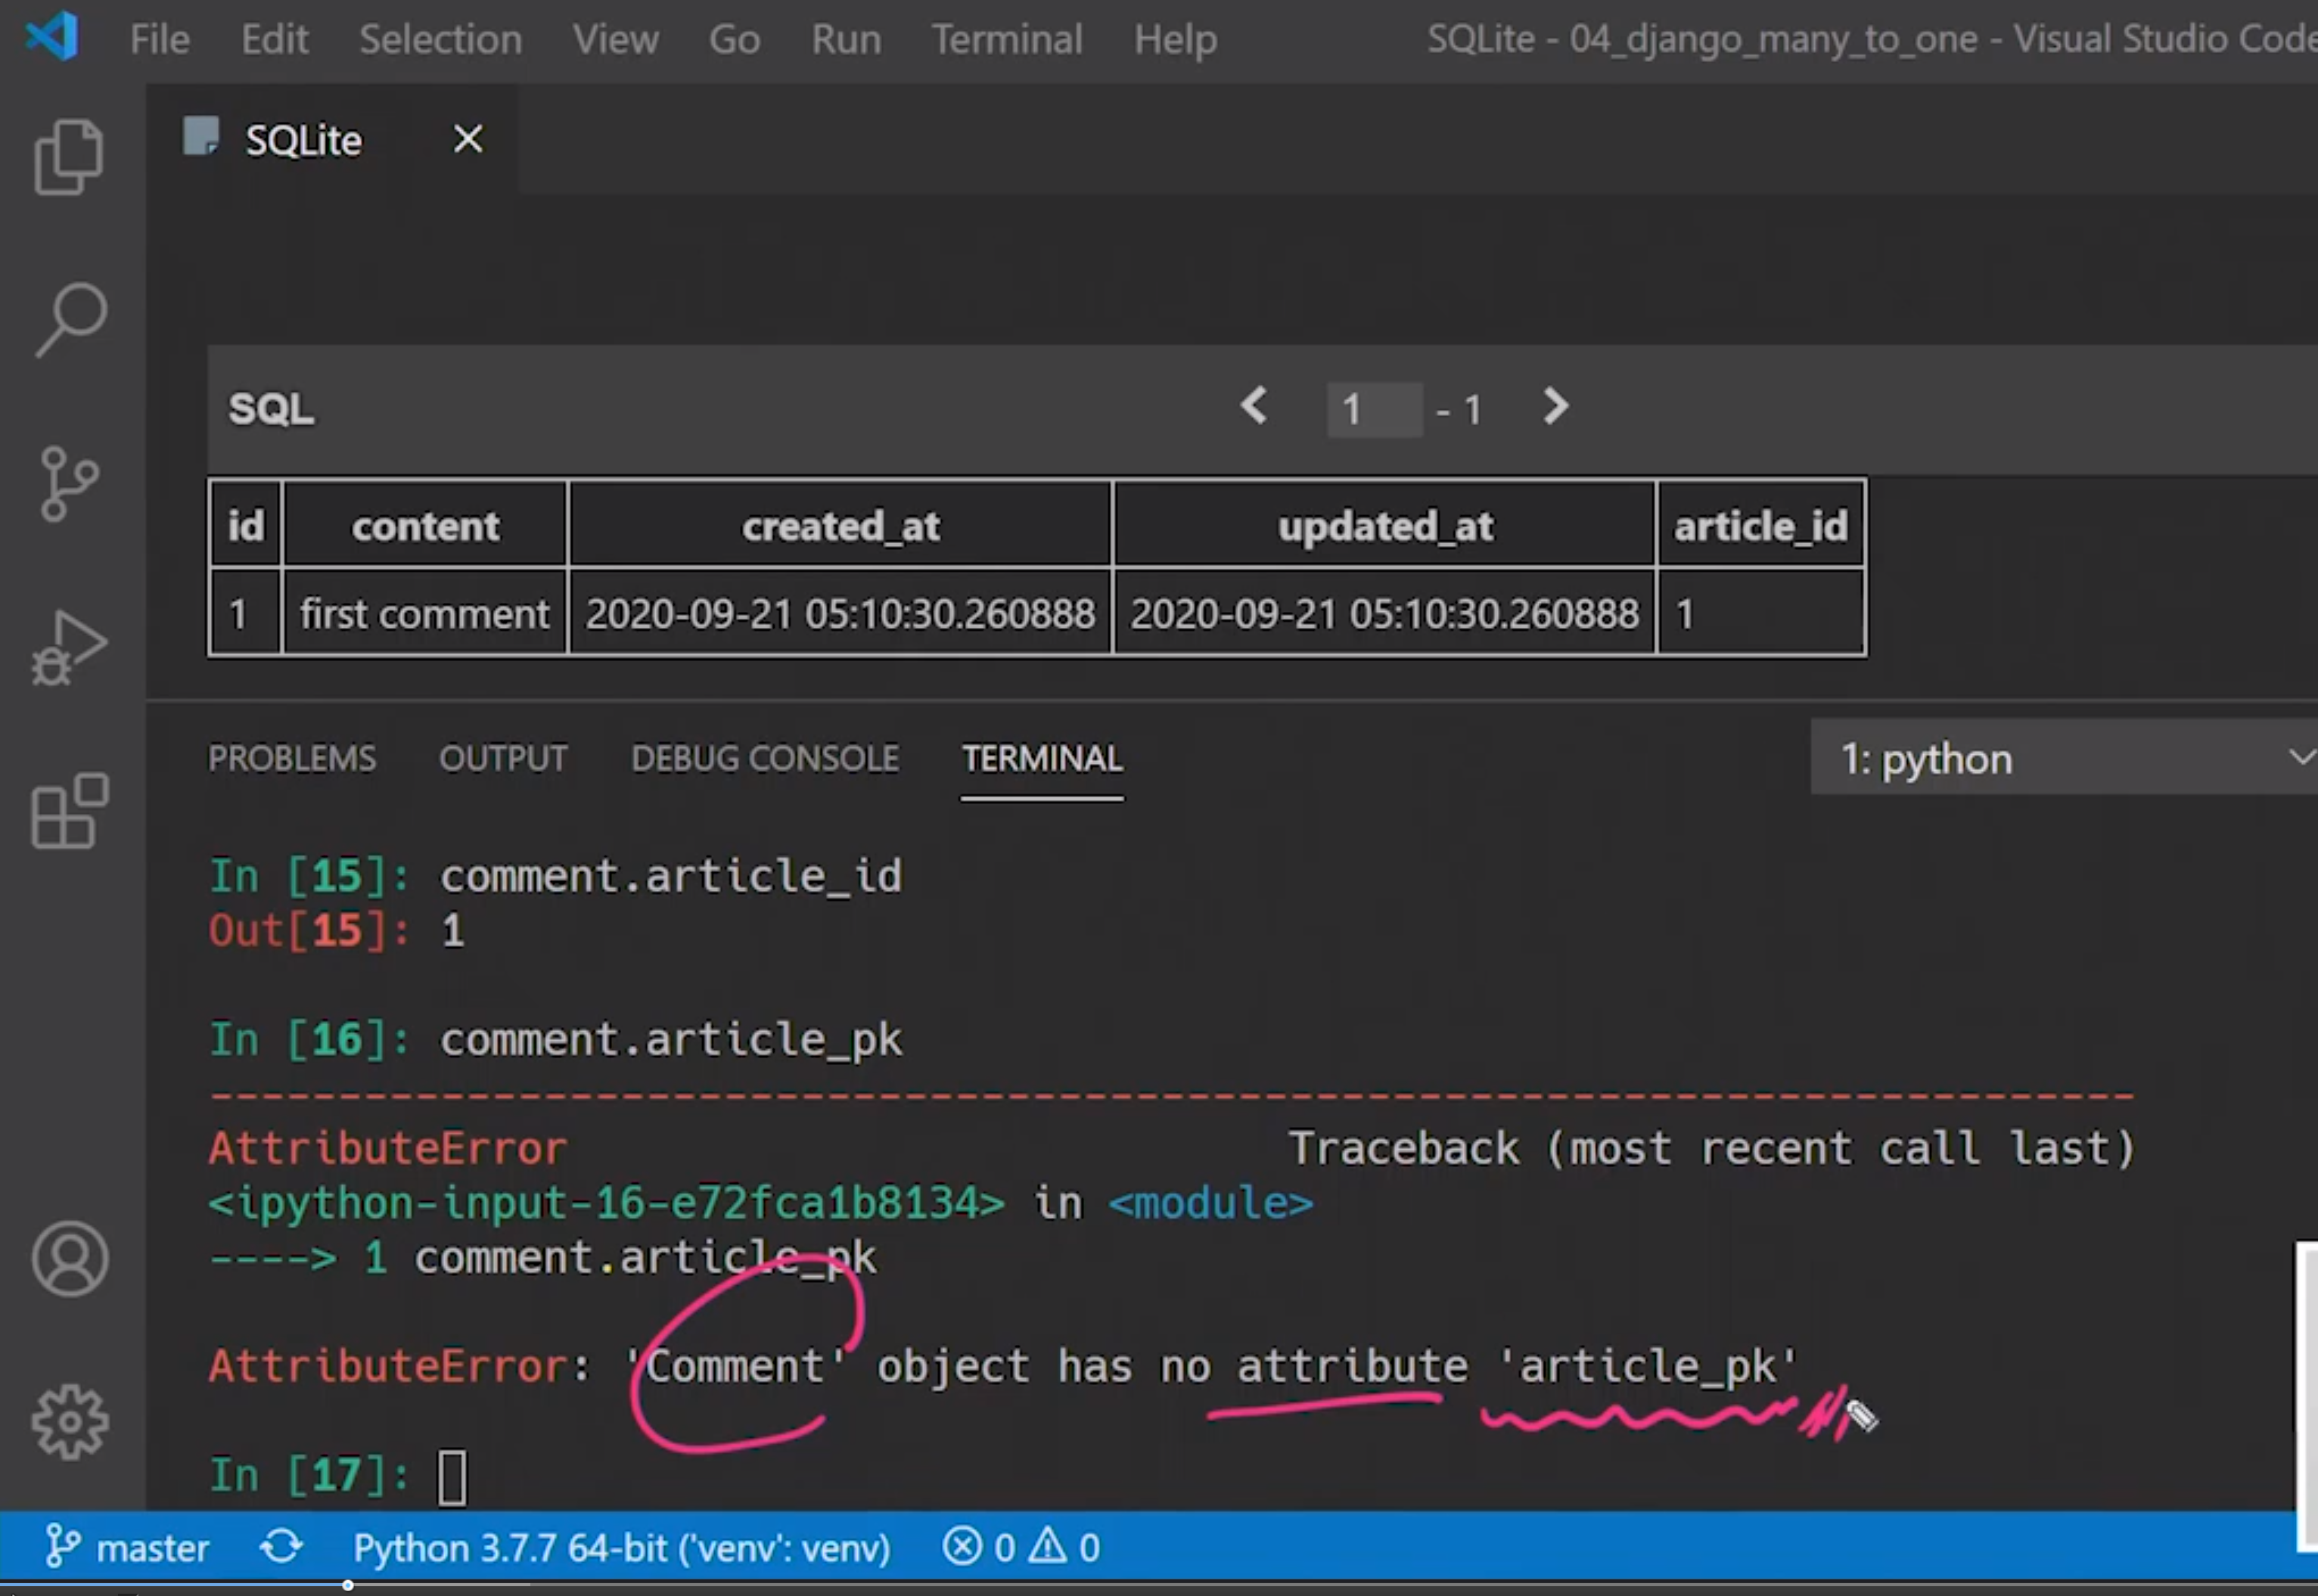 File Edit Selection View Go Run Terminal Help SQLite - 04_django_many_to_one - Visual Studio Code
SQLite
SQL 1 - 1
id content created_at updated_at article_id
1 first comment 2020-09-21 05:10:30.260888 2020-09-21 05:10:30.260888 1
PROBLEMS OUTPUT DEBUG CONSOLE TERMINAL 1: python
In [15]: comment.article_id
Out[15]: 1
In [16]: comment.article_pk
---------------------------------------------------------------------------
AttributeError Traceback (most recent call last)
<ipython-input-16-e72fca1b8134> in <module>
----> 1 comment.article_pk
AttributeError: 'Comment' object has no attribute 'article_pk'
In [17]:
master Python 3.7.7 64-bit ('venv': venv) 0 0